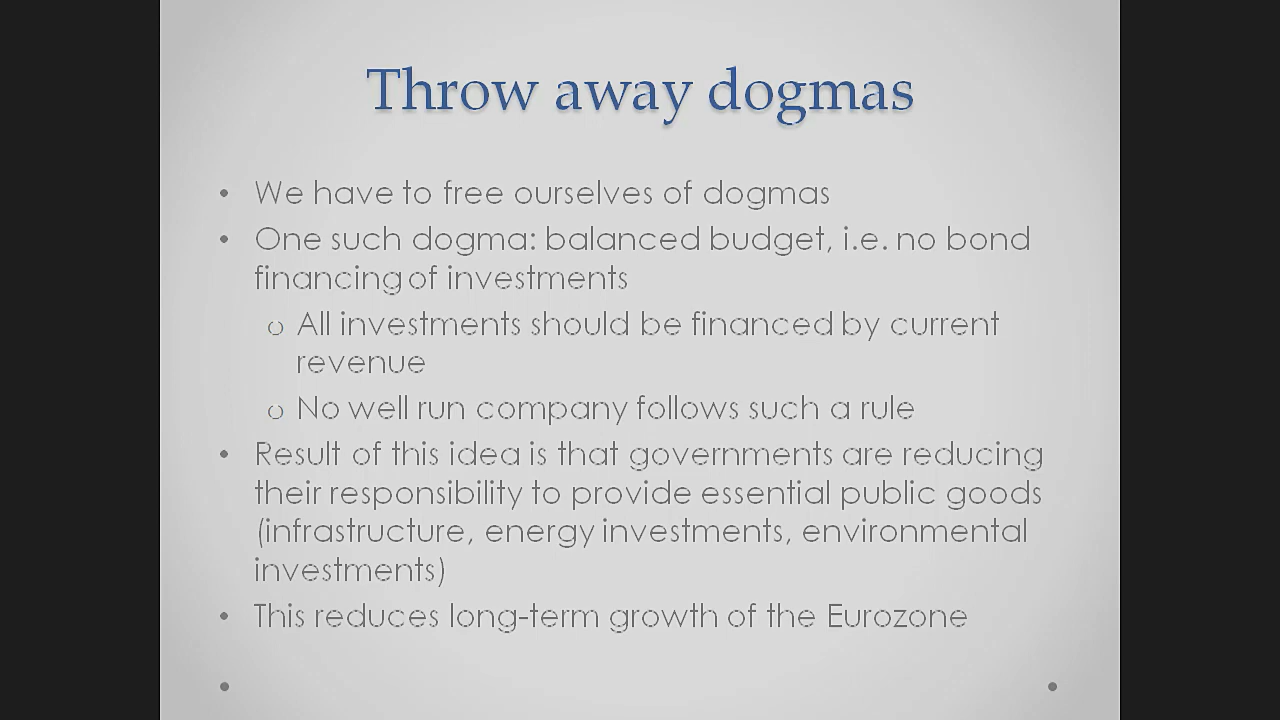 Throw away dogmas
• We have to free ourselves of dogmas
• One such dogma: balanced budget, i.e. no bond
financing of investments
o All investments should be financed by current
revenue
o No well run company follows such a rule
• Result of this idea is that governments are reducing
their responsibility to provide essential public goods
(infrastructure, energy investments, environmental
investments)
• This reduces long-term growth of the Eurozone